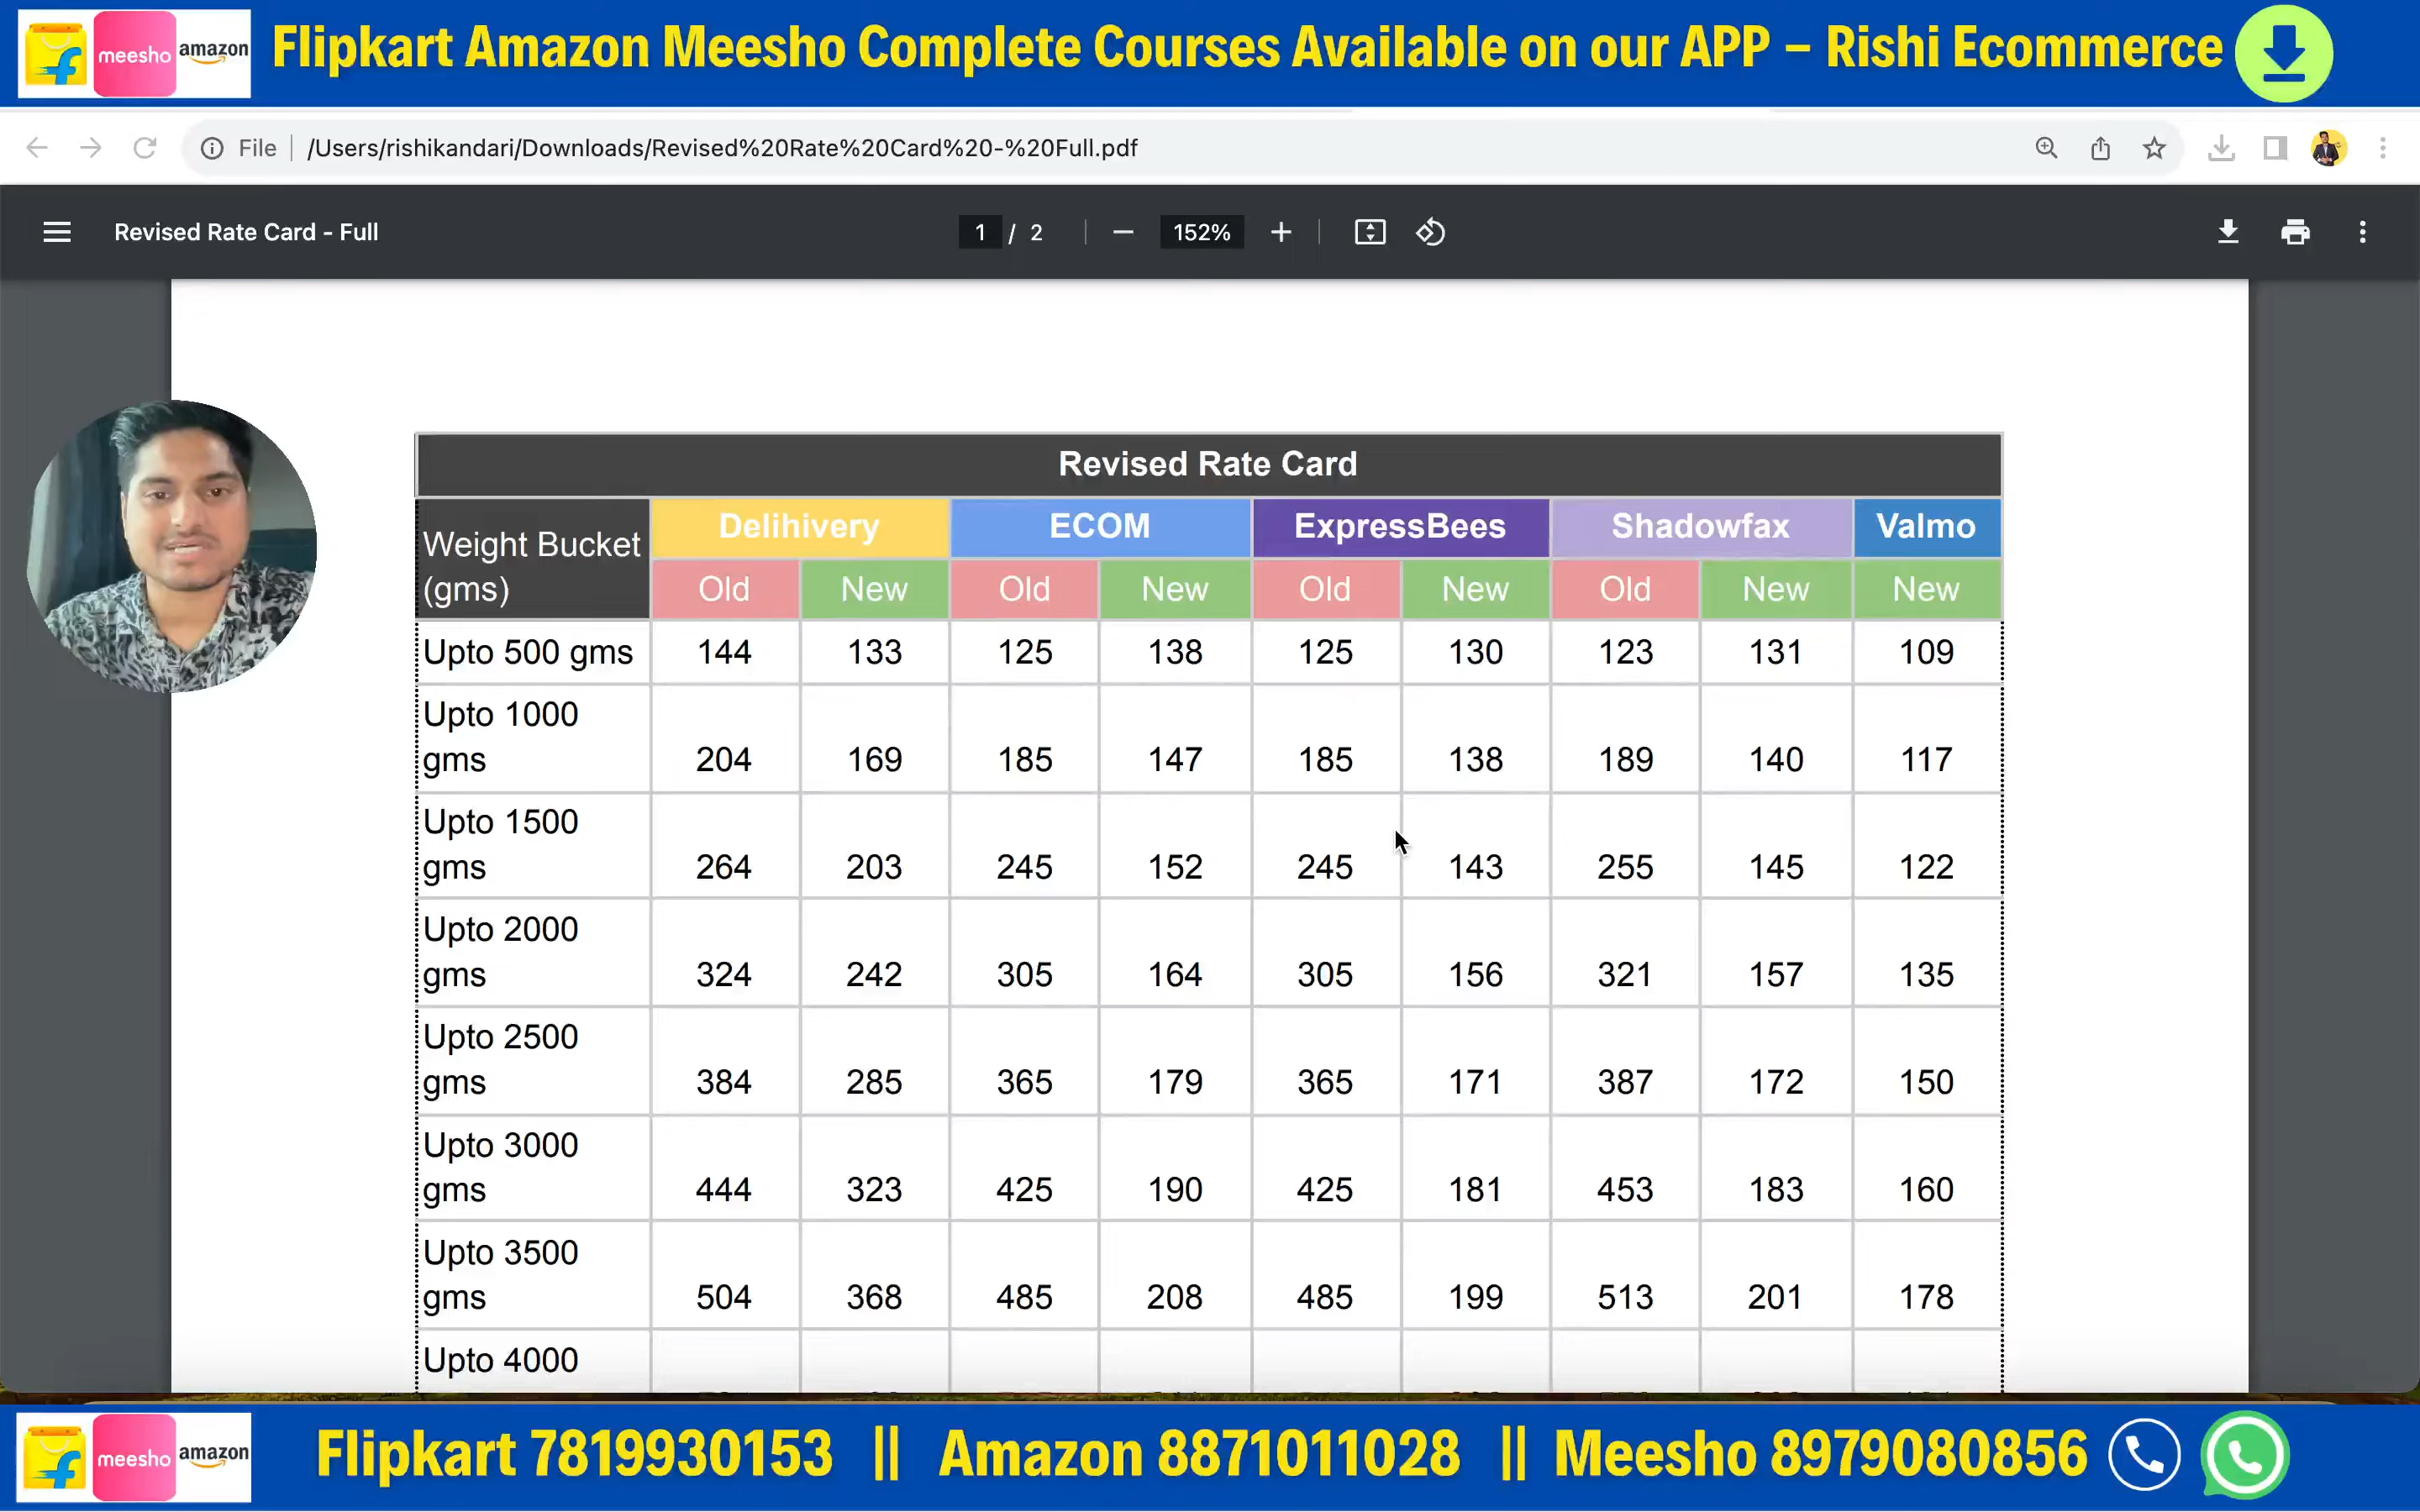 meesho amazon Flipkart Amazon Meesho Complete Courses Available on our APP – Rishi Ecommerce
File /Users/rishikandari/Downloads/Revised%20Rate%20Card%20-%20Full.pdf
Revised Rate Card - Full 1 / 2 152%
Revised Rate Card
Weight Bucket (gms) Delihivery ECOM ExpressBees Shadowfax Valmo
Old New Old New Old New Old New New
Upto 500 gms 144 133 125 138 125 130 123 131 109
Upto 1000
gms 204 169 185 147 185 138 189 140 117
Upto 1500
gms 264 203 245 152 245 143 255 145 122
Upto 2000
gms 324 242 305 164 305 156 321 157 135
Upto 2500
gms 384 285 365 179 365 171 387 172 150
Upto 3000
gms 444 323 425 190 425 181 453 183 160
Upto 3500
gms 504 368 485 208 485 199 513 201 178
Upto 4000
meesho amazon Flipkart 7819930153 || Amazon 8871011028 || Meesho 8979080856